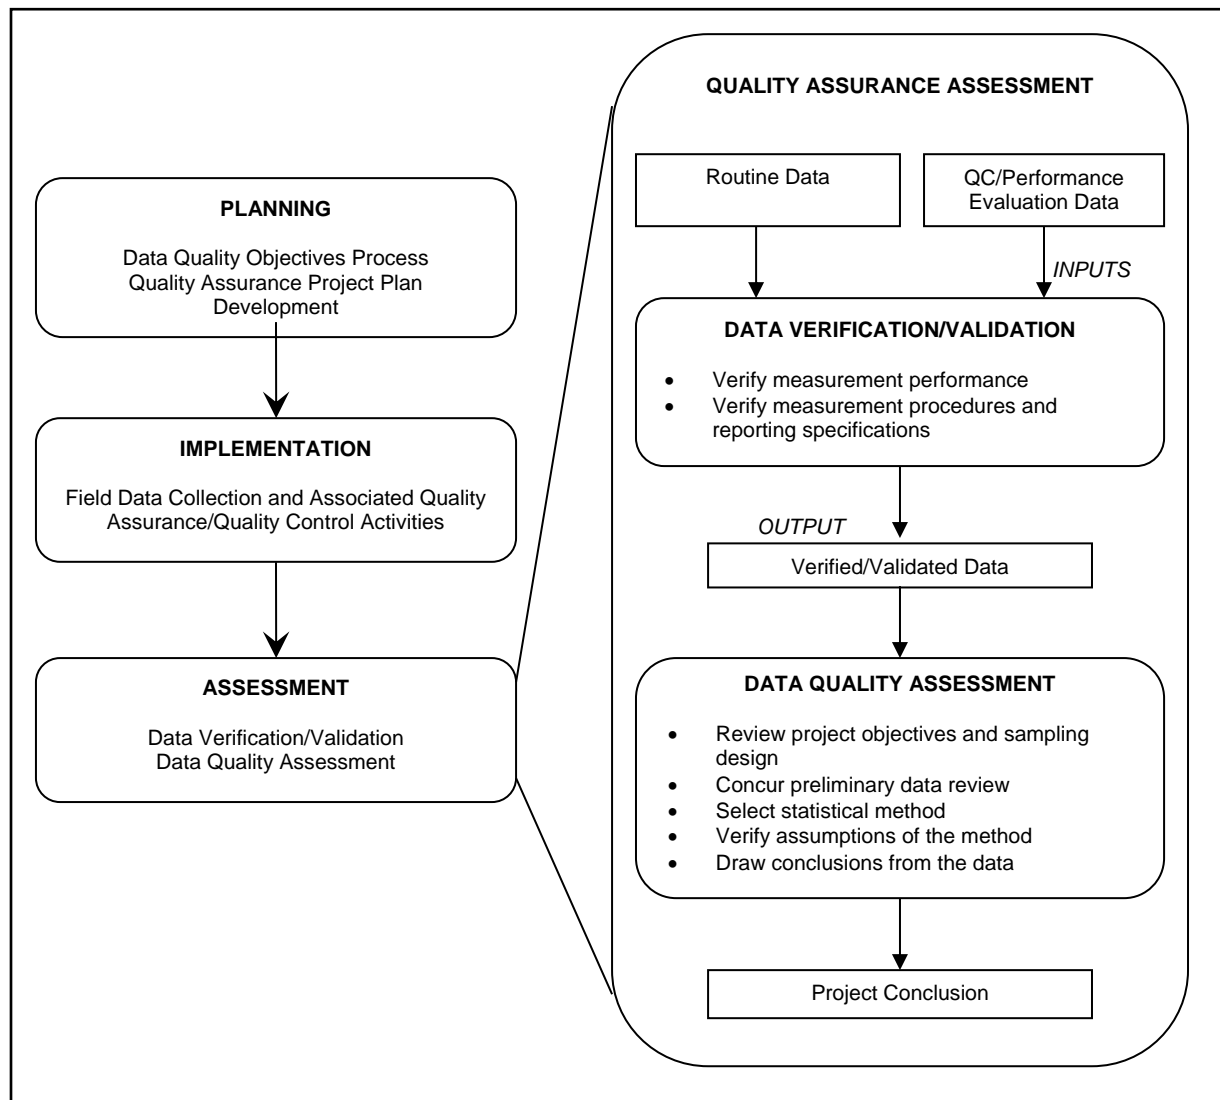 PLANNING
Data Quality Objectives Process
Quality Assurance Project Plan
Development
IMPLEMENTATION
Field Data Collection and Associated Quality
Assurance/Quality Control Activities
ASSESSMENT
Data Verification/Validation
Data Quality Assessment
QUALITY ASSURANCE ASSESSMENT
Routine Data
QC/Performance
Evaluation Data
INPUTS
DATA VERIFICATION/VALIDATION
• Verify measurement performance
• Verify measurement procedures and
reporting specifications
OUTPUT
Verified/Validated Data
DATA QUALITY ASSESSMENT
• Review project objectives and sampling
design
• Concur preliminary data review
• Select statistical method
• Verify assumptions of the method
• Draw conclusions from the data
Project Conclusion